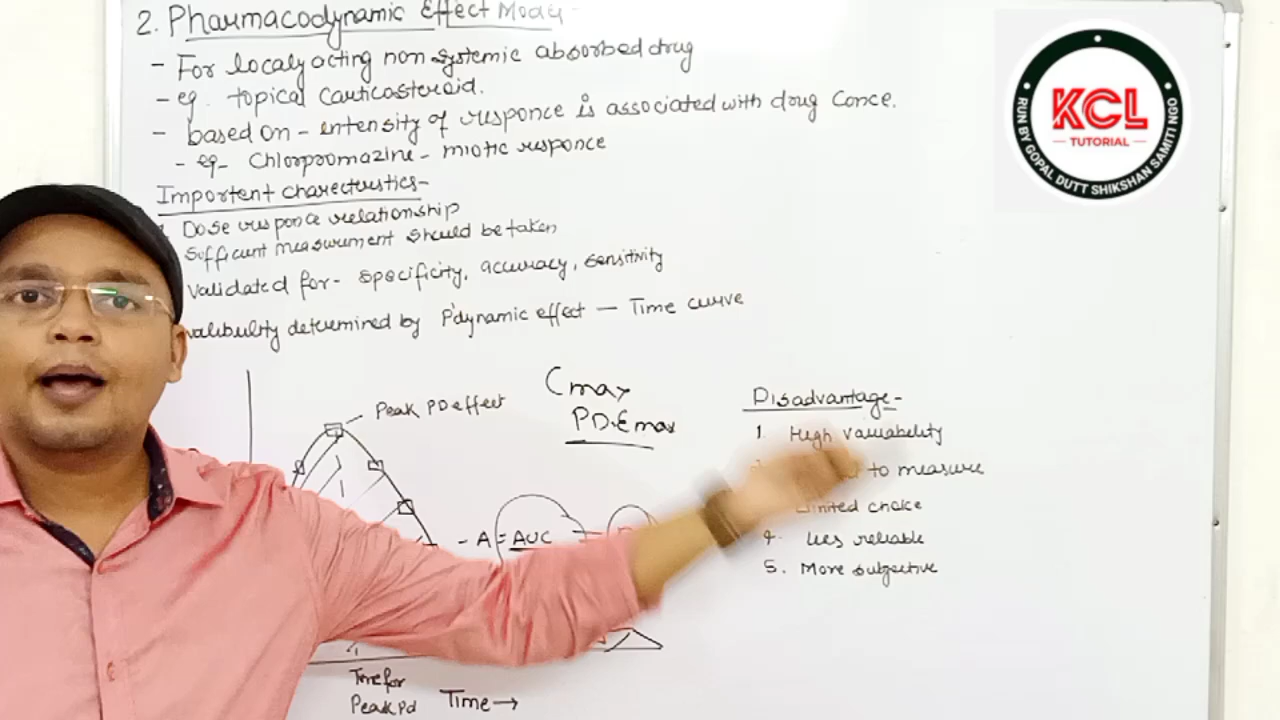 2. Pharmacodynamic Effect Model
- For localy acting non systemic absorbed drug
- eg. topical Corticosteroid.
- based on - intensity of responce is associated with drug conce.
- eg- Chlorpromazine - miotic responce
Importent charecteristics-
Dose responce relationship
Sufficient measurment should be taken
Validated for- specificity, accuracy, sensitivity
determined by P'dynamic effect — Time curve
Peak PD effect
Cmax
PD.Emax
- A = AUC
Time for
Peak Pd
Time →
Disadvantage-
1. High variability
to measure
Limited choice
4. Less reliable
5. More subjective
KCL
TUTORIAL
RUN BY GOPAL DUTT SHIKSHAN SAMITI NGO